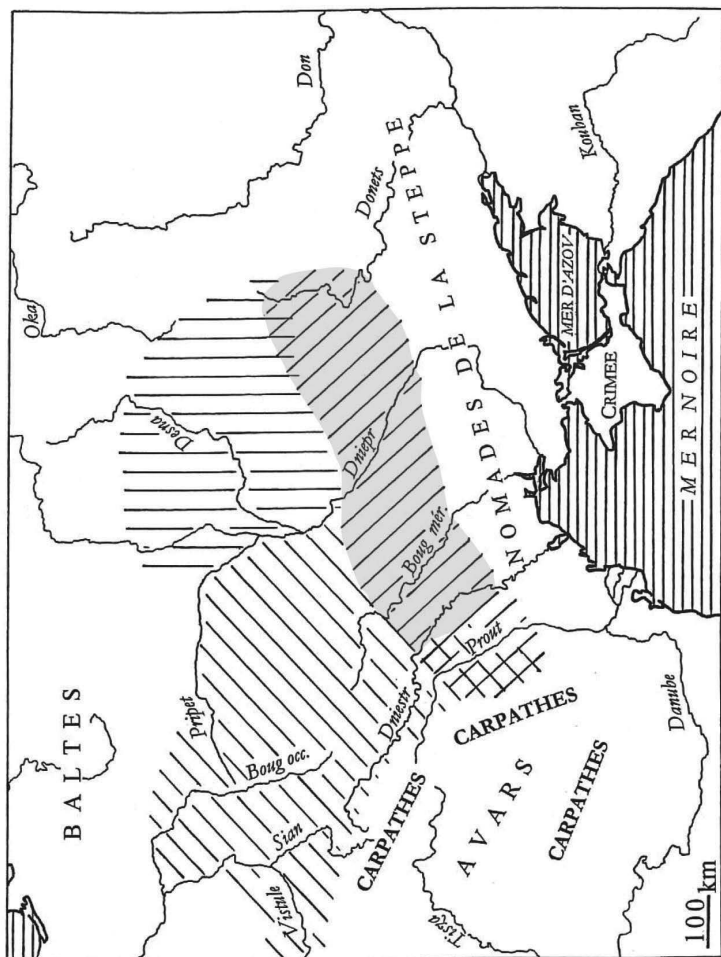 Oka
Don
Desna
Donets
BALTES
Pripet
Dniepr
NOMADES DE LA STEPPE
Kouban
Boug occ.
Boug mér.
MER D'AZOV
Sian
Dniestr
CRIMEE
Vistule
Prout
CARPATHES
CARPATHES
MER NOIRE
AVARS
CARPATHES
Tisza
Danube
100 km